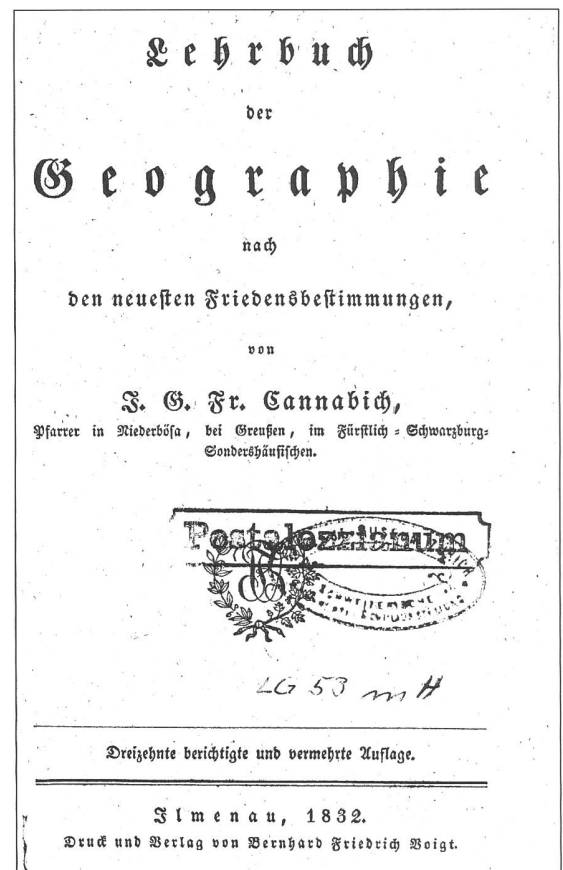 Lehrbuch
der
Geographie
nach
den neuesten Friedensbestimmungen,
von
J. G. Fr. Cannabich,
Pfarrer in Niederbösa, bei Greußen, im Fürstlich = Schwarzburg-
Sondershäusischen.
Pestalozzianum
LG 53 m H
Dreizehnte berichtigte und vermehrte Auflage.
Ilmenau, 1832.
Druck und Verlag von Bernhard Friedrich Voigt.